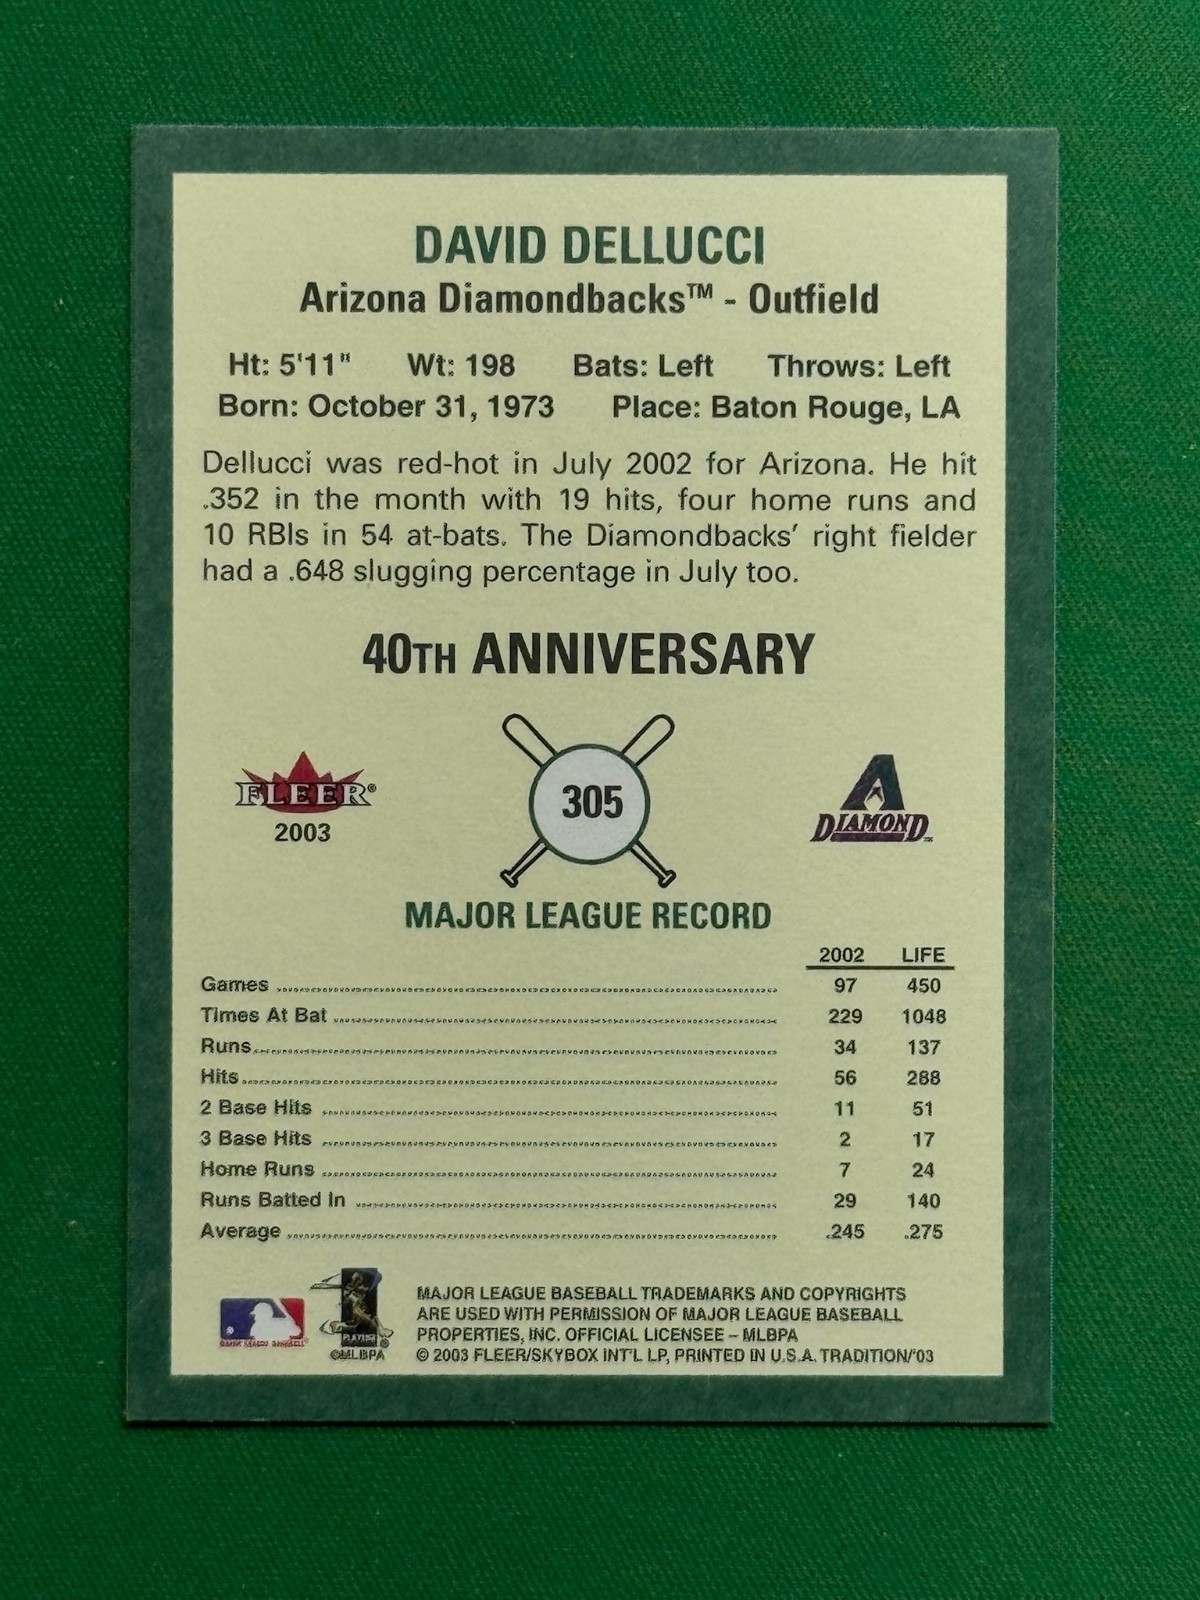 DAVID DELLUCCI
Arizona Diamondbacks™ - Outfield
Ht: 5'11" Wt: 198 Bats: Left Throws: Left
Born: October 31, 1973 Place: Baton Rouge, LA
Dellucci was red-hot in July 2002 for Arizona. He hit
.352 in the month with 19 hits, four home runs and
10 RBIs in 54 at-bats. The Diamondbacks' right fielder
had a .648 slugging percentage in July too.
40TH ANNIVERSARY
FLEER®
2003
305
A
DIAMOND™
MAJOR LEAGUE RECORD
2002 LIFE
Games 97 450
Times At Bat 229 1048
Runs 34 137
Hits 56 288
2 Base Hits 11 51
3 Base Hits 2 17
Home Runs 7 24
Runs Batted In 29 140
Average .245 .275
PLAYERS
©MLBPA
MAJOR LEAGUE BASEBALL TRADEMARKS AND COPYRIGHTS
ARE USED WITH PERMISSION OF MAJOR LEAGUE BASEBALL
PROPERTIES, INC. OFFICIAL LICENSEE – MLBPA
© 2003 FLEER/SKYBOX INT'L LP, PRINTED IN U.S.A. TRADITION/'03